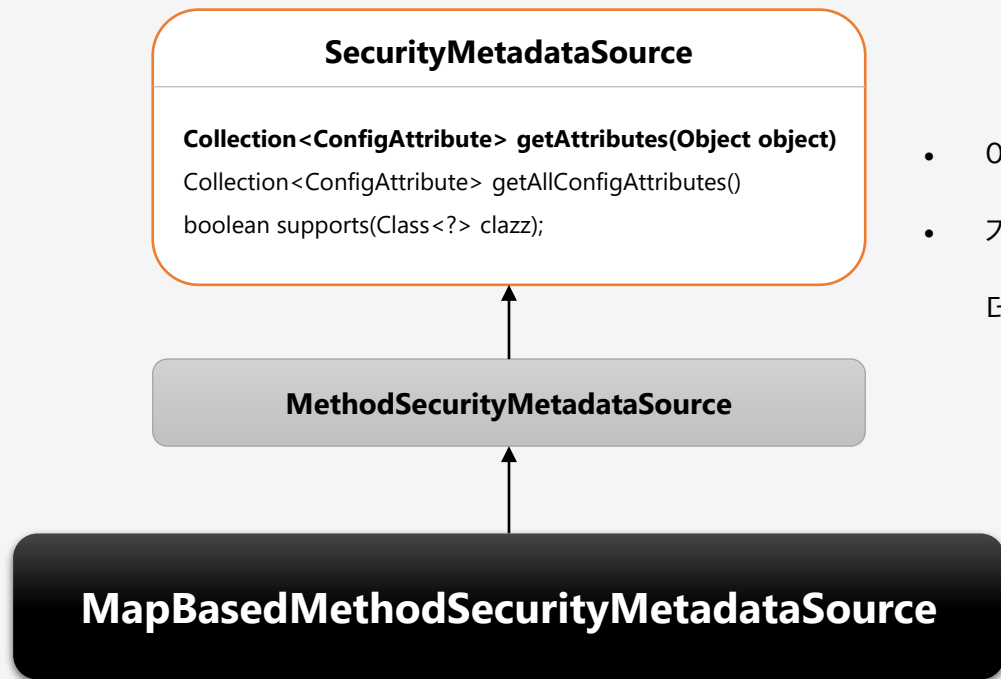 SecurityMetadataSource
Collection<ConfigAttribute> getAttributes(Object object)
Collection<ConfigAttribute> getAllConfigAttributes()
boolean supports(Class<?> clazz);
MethodSecurityMetadataSource
MapBasedMethodSecurityMetadataSource